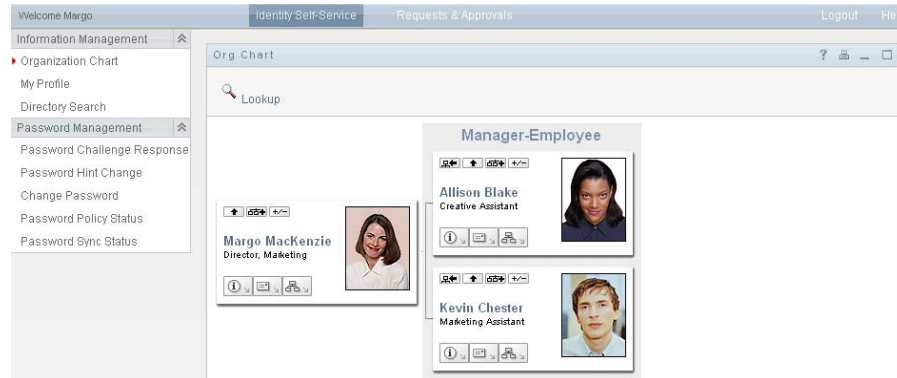 Welcome Margo
Identity Self-Service
Requests & Approvals
Logout
He
Information Management
Organization Chart
My Profile
Directory Search
Password Management
Password Challenge Response
Password Hint Change
Change Password
Password Policy Status
Password Sync Status
Org Chart
?
Lookup
Manager-Employee
Margo MacKenzie
Director, Marketing
Allison Blake
Creative Assistant
Kevin Chester
Marketing Assistant